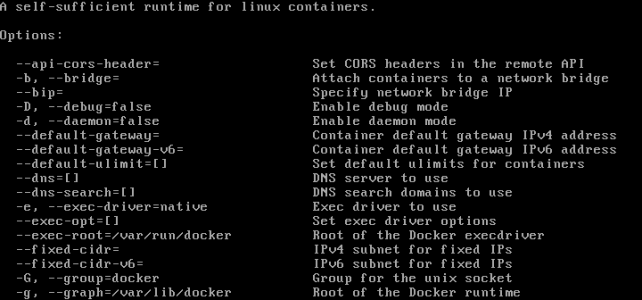 A self-sufficient runtime for linux containers.
Options:
--api-cors-header= Set CORS headers in the remote API
-b, --bridge= Attach containers to a network bridge
--bip= Specify network bridge IP
-D, --debug=false Enable debug mode
-d, --daemon=false Enable daemon mode
--default-gateway= Container default gateway IPv4 address
--default-gateway-v6= Container default gateway IPv6 address
--default-ulimit=[] Set default ulimits for containers
--dns=[] DNS server to use
--dns-search=[] DNS search domains to use
-e, --exec-driver=native Exec driver to use
--exec-opt=[] Set exec driver options
--exec-root=/var/run/docker Root of the Docker execdriver
--fixed-cidr= IPv4 subnet for fixed IPs
--fixed-cidr-v6= IPv6 subnet for fixed IPs
-G, --group=docker Group for the unix socket
-g, --graph=/var/lib/docker Root of the Docker runtime